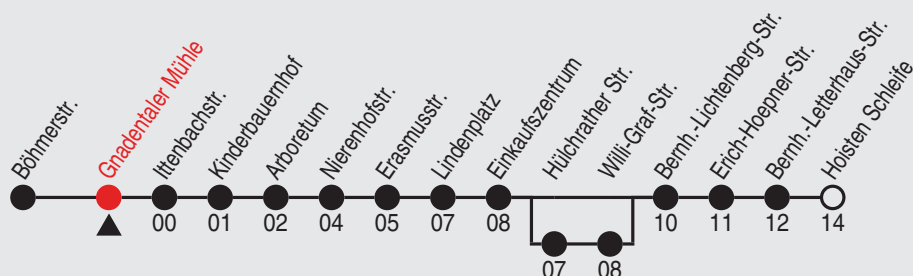 Böhmerstr.
Gnadentaler Mühle
Ittenbachstr.
Kinderbauernhof
Arboretum
Nierenhofstr.
Erasmusstr.
Lindenplatz
Einkaufszentrum
Hülchrather Str.
Willi-Graf-Str.
Bernh.-Lichtenberg-Str.
Erich-Hoepner-Str.
Bernh.-Letterhaus-Str.
Hoisten Schleife
00 01 02 04 05 07 08 10 11 12 14
07 08